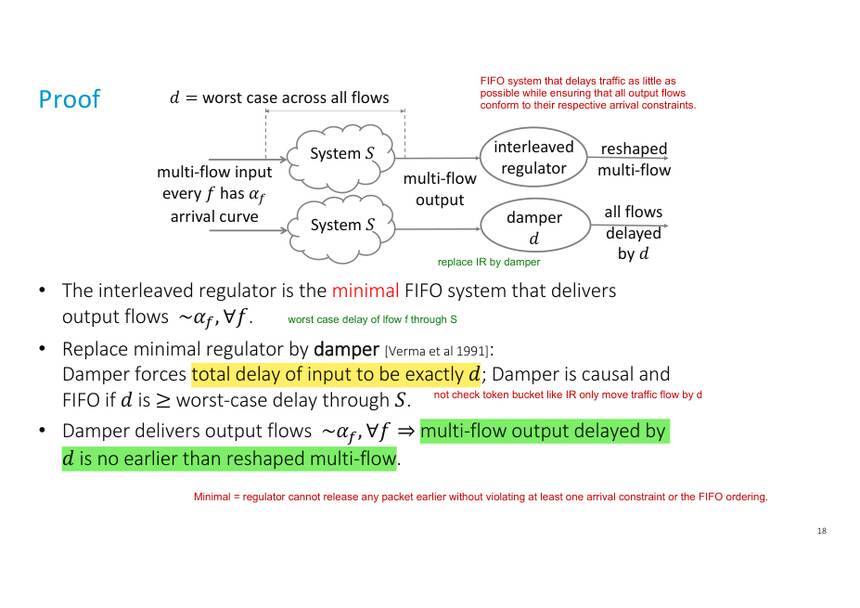 Proof
d = worst case across all flows
FIFO system that delays traffic as little as
possible while ensuring that all output flows
conform to their respective arrival constraints.
System S
interleaved
regulator
reshaped
multi-flow
multi-flow input
every f has α_f
arrival curve
multi-flow
output
System S
damper
d
all flows
delayed
by d
replace IR by damper
• The interleaved regulator is the minimal FIFO system that delivers
output flows ~α_f, ∀f.
worst case delay of lfow f through S
• Replace minimal regulator by damper [Verma et al 1991]:
Damper forces total delay of input to be exactly d; Damper is causal and
FIFO if d is ≥ worst-case delay through S.
not check token bucket like IR only move traffic flow by d
• Damper delivers output flows ~α_f, ∀f ⇒ multi-flow output delayed by
d is no earlier than reshaped multi-flow.
Minimal = regulator cannot release any packet earlier without violating at least one arrival constraint or the FIFO ordering.
18